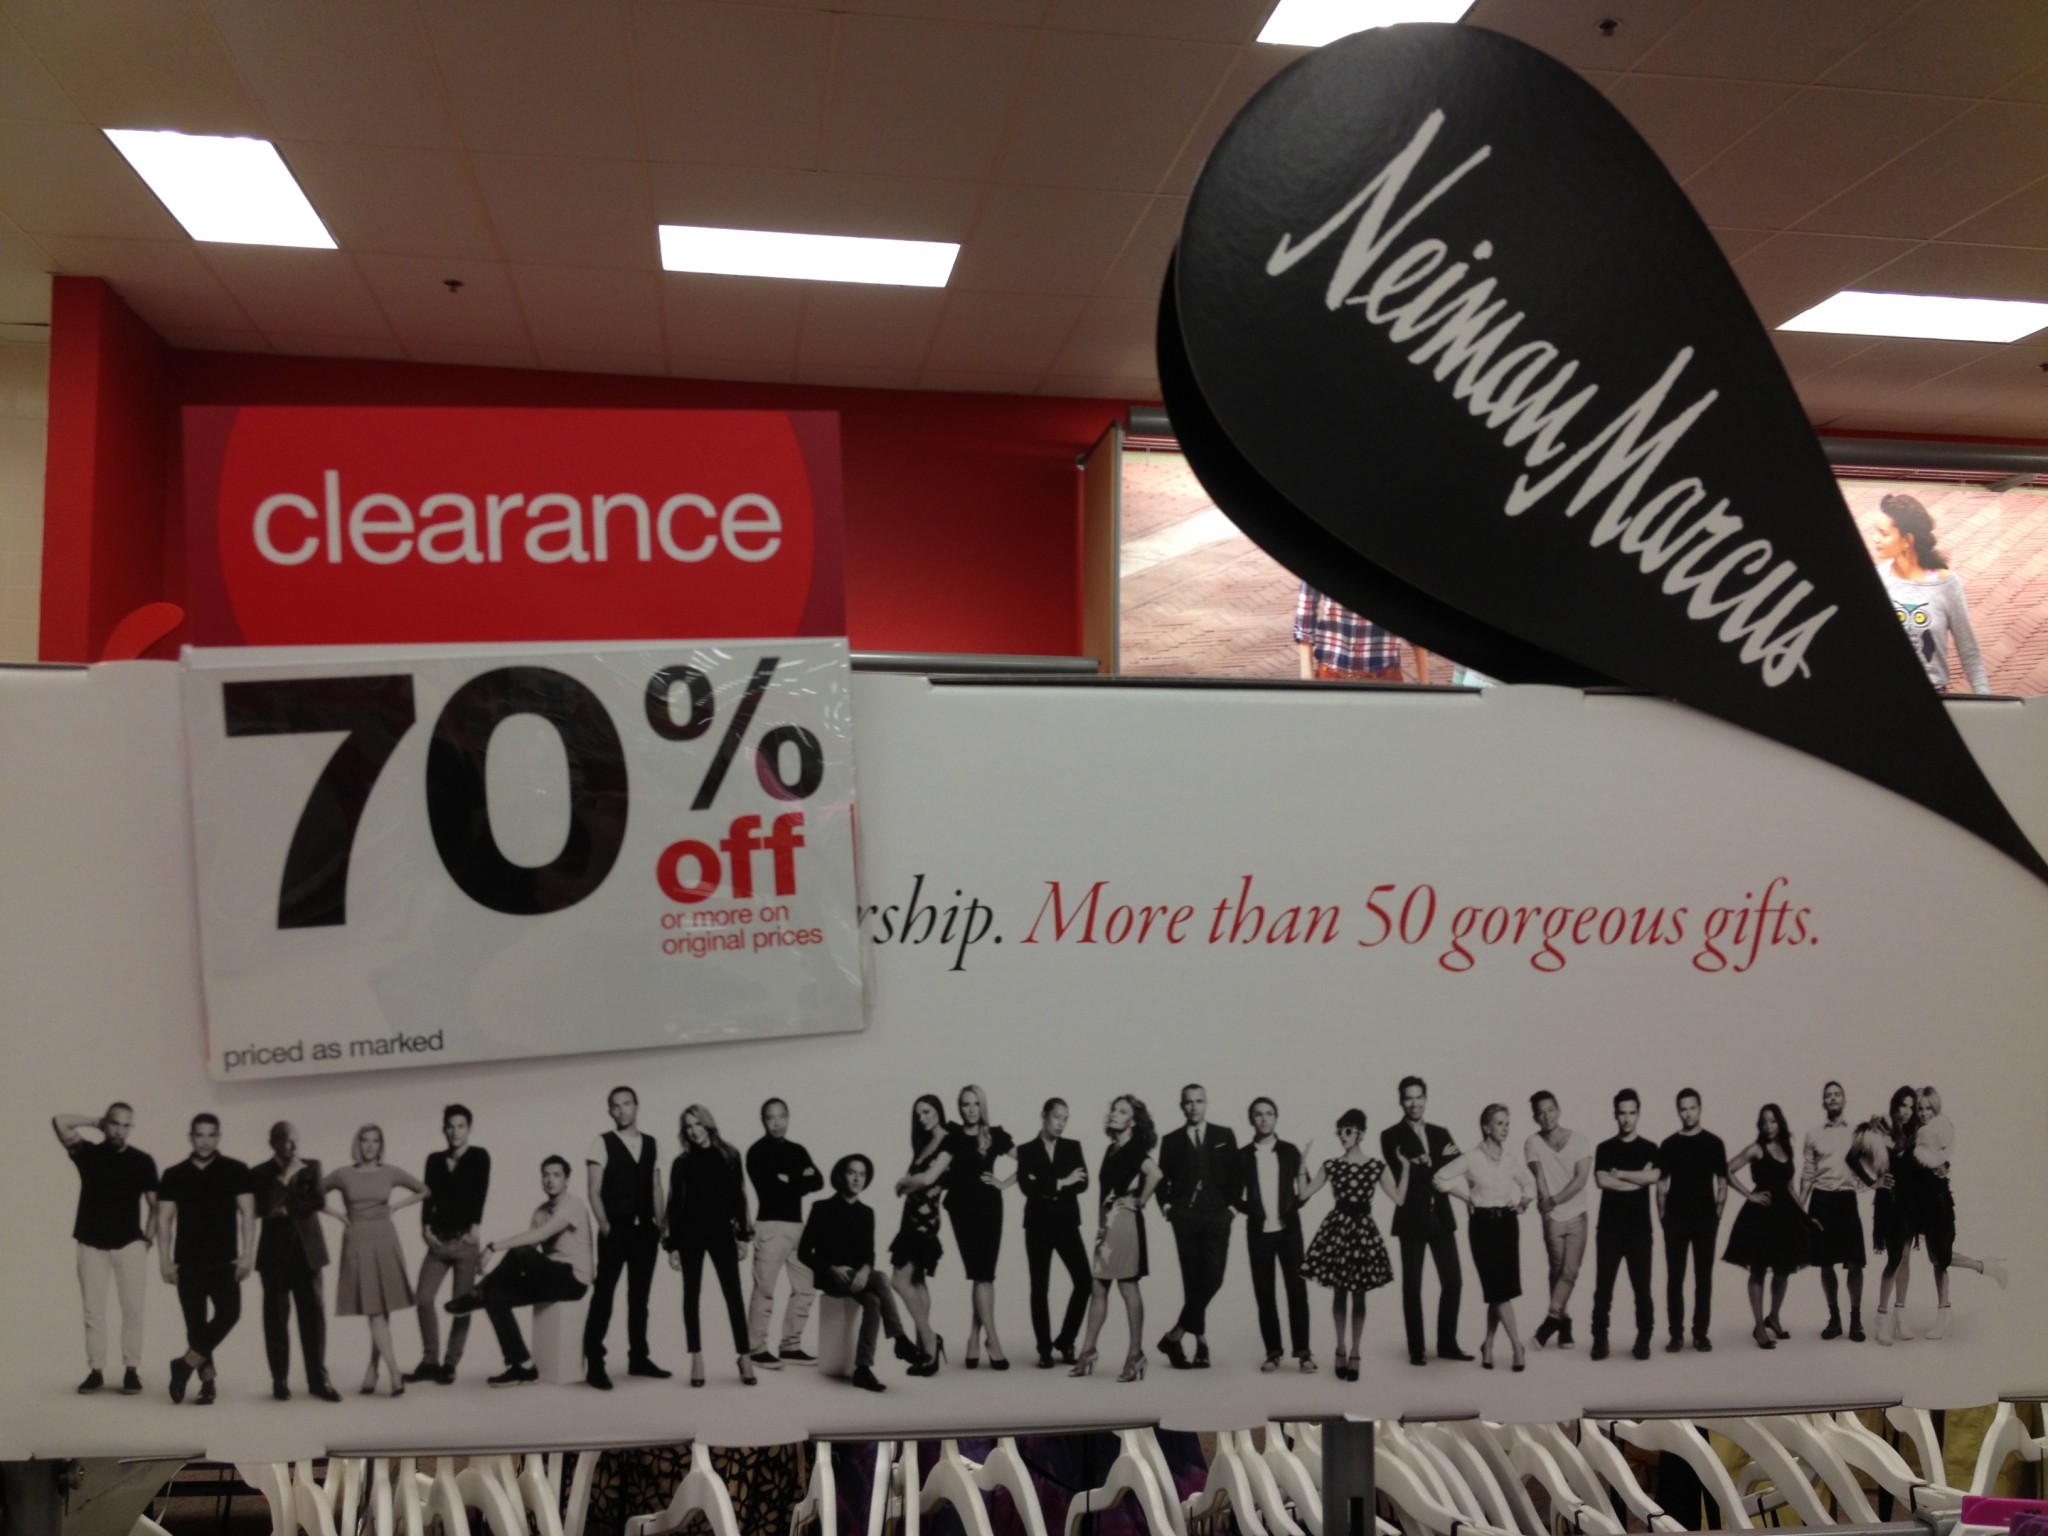 Neiman Marcus
clearance
70% off
or more on
original prices
priced as marked
rship. More than 50 gorgeous gifts.